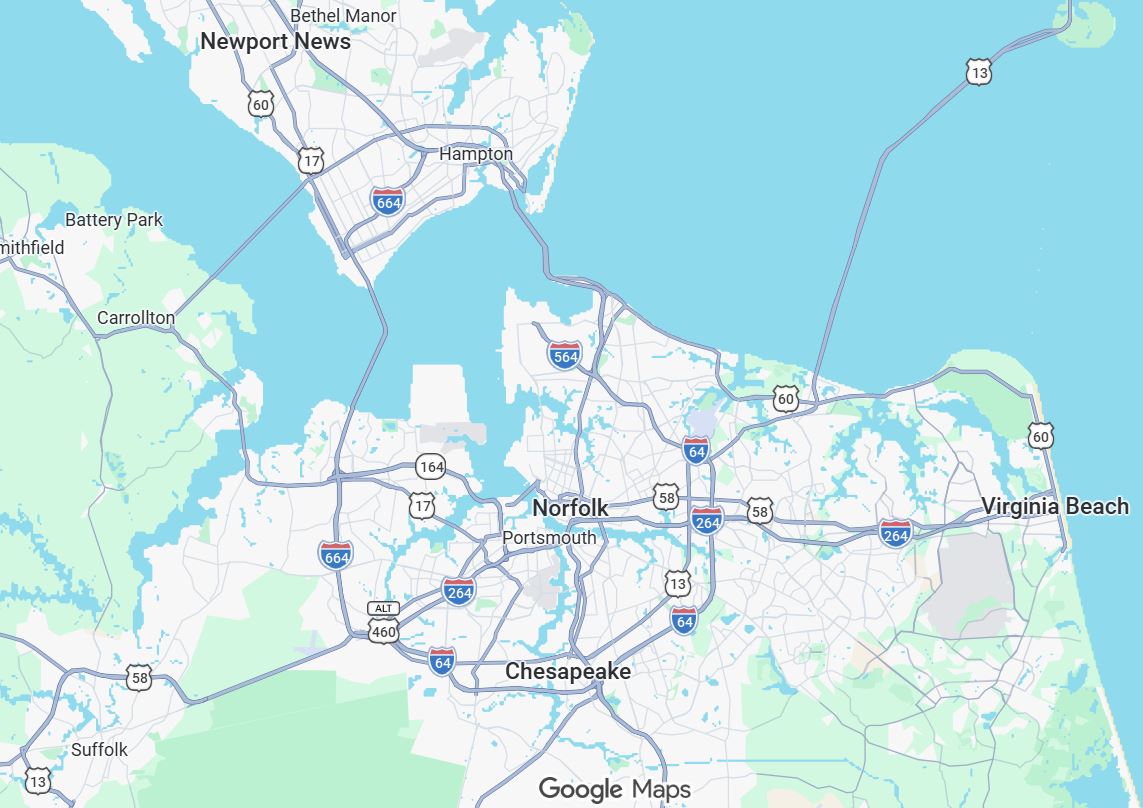 Bethel Manor
Newport News
13
60
Hampton
17
664
Battery Park
mithfield
Carrollton
564
60
60
64
164
58
17
Norfolk
58
Virginia Beach
264
264
Portsmouth
664
13
264
ALT
460
64
64
Chesapeake
58
Suffolk
13
Google Maps